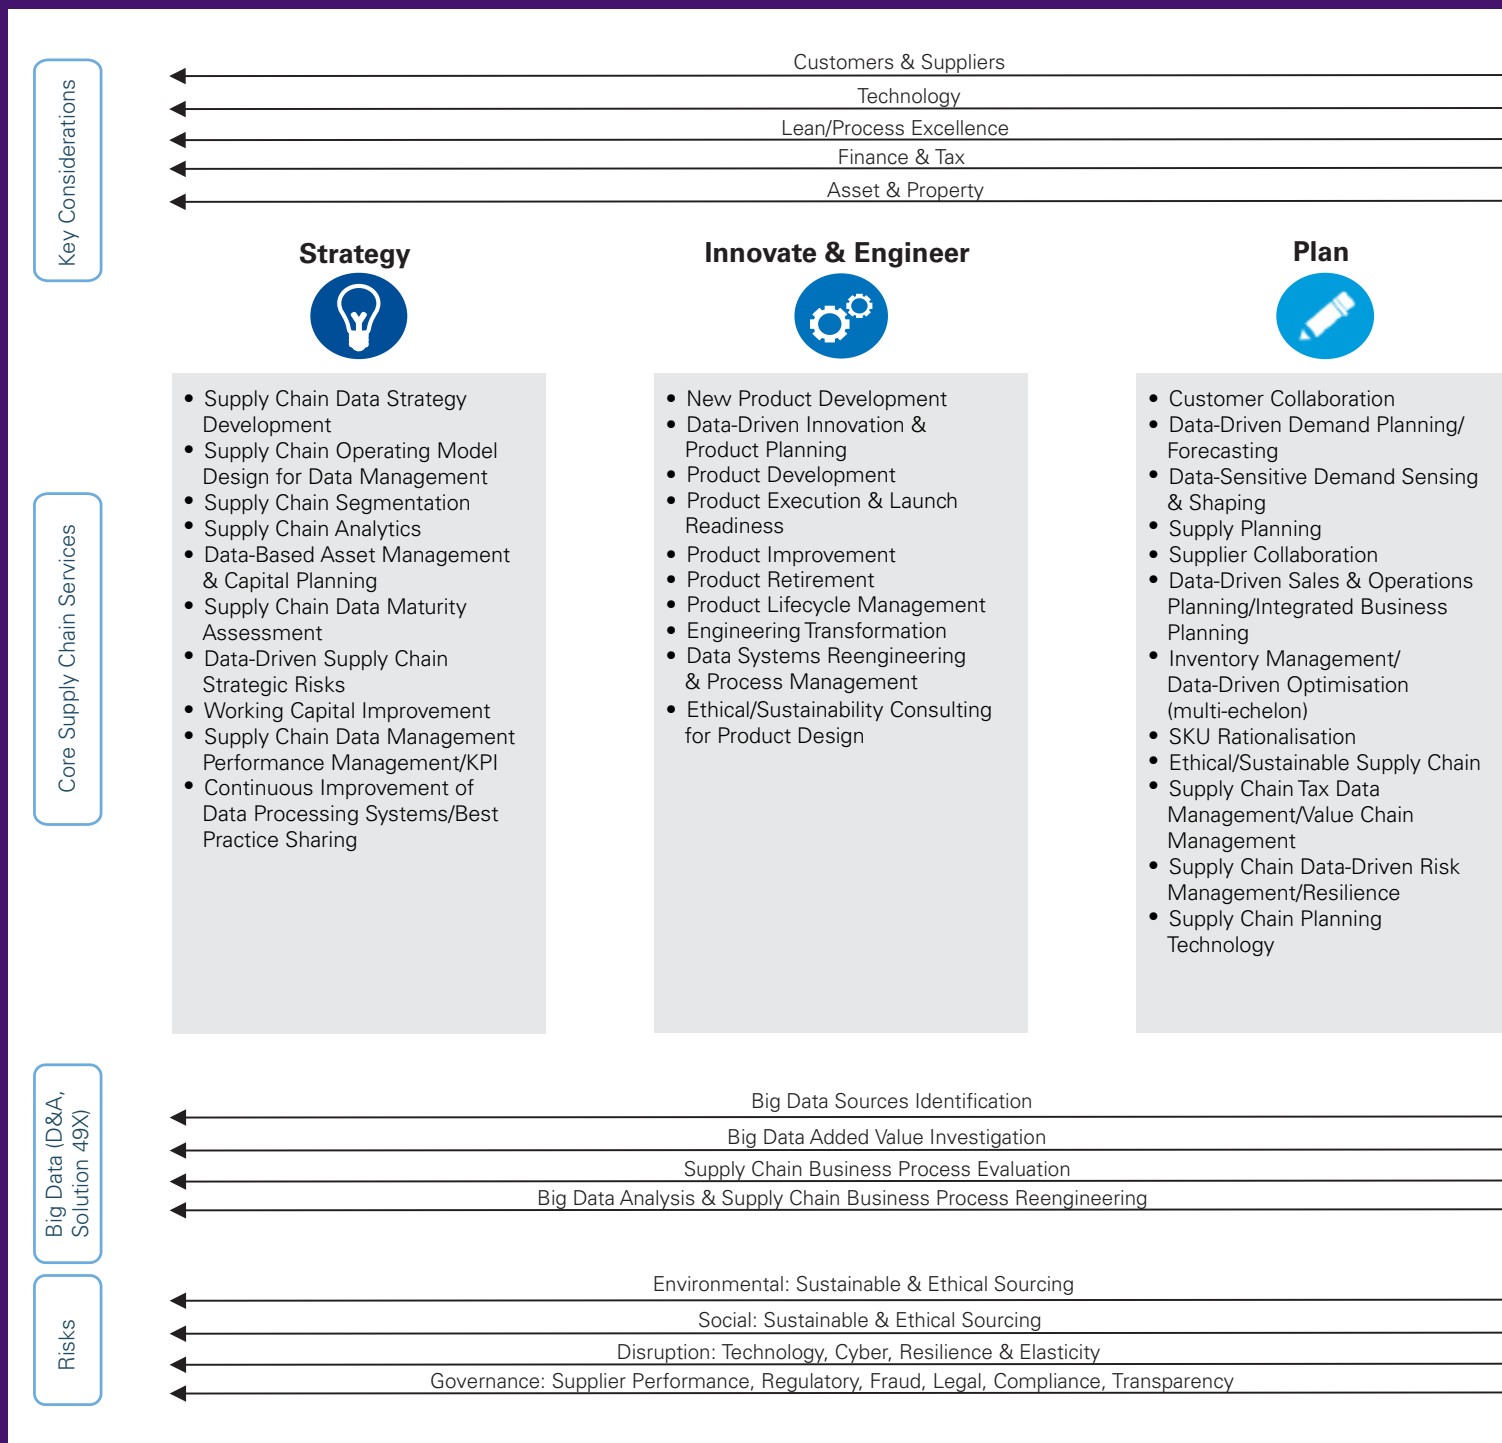 Key Considerations
Customers & Suppliers
Technology
Lean/Process Excellence
Finance & Tax
Asset & Property
Strategy
Innovate & Engineer
Plan
Core Supply Chain Services
• Supply Chain Data Strategy
Development
• Supply Chain Operating Model
Design for Data Management
• Supply Chain Segmentation
• Supply Chain Analytics
• Data-Based Asset Management
& Capital Planning
• Supply Chain Data Maturity
Assessment
• Data-Driven Supply Chain
Strategic Risks
• Working Capital Improvement
• Supply Chain Data Management
Performance Management/KPI
• Continuous Improvement of
Data Processing Systems/Best
Practice Sharing
• New Product Development
• Data-Driven Innovation &
Product Planning
• Product Development
• Product Execution & Launch
Readiness
• Product Improvement
• Product Retirement
• Product Lifecycle Management
• Engineering Transformation
• Data Systems Reengineering
& Process Management
• Ethical/Sustainability Consulting
for Product Design
• Customer Collaboration
• Data-Driven Demand Planning/
Forecasting
• Data-Sensitive Demand Sensing
& Shaping
• Supply Planning
• Supplier Collaboration
• Data-Driven Sales & Operations
Planning/Integrated Business
Planning
• Inventory Management/
Data-Driven Optimisation
(multi-echelon)
• SKU Rationalisation
• Ethical/Sustainable Supply Chain
• Supply Chain Tax Data
Management/Value Chain
Management
• Supply Chain Data-Driven Risk
Management/Resilience
• Supply Chain Planning
Technology
Big Data (D&A,
Solution 49X)
Big Data Sources Identification
Big Data Added Value Investigation
Supply Chain Business Process Evaluation
Big Data Analysis & Supply Chain Business Process Reengineering
Risks
Environmental: Sustainable & Ethical Sourcing
Social: Sustainable & Ethical Sourcing
Disruption: Technology, Cyber, Resilience & Elasticity
Governance: Supplier Performance, Regulatory, Fraud, Legal, Compliance, Transparency